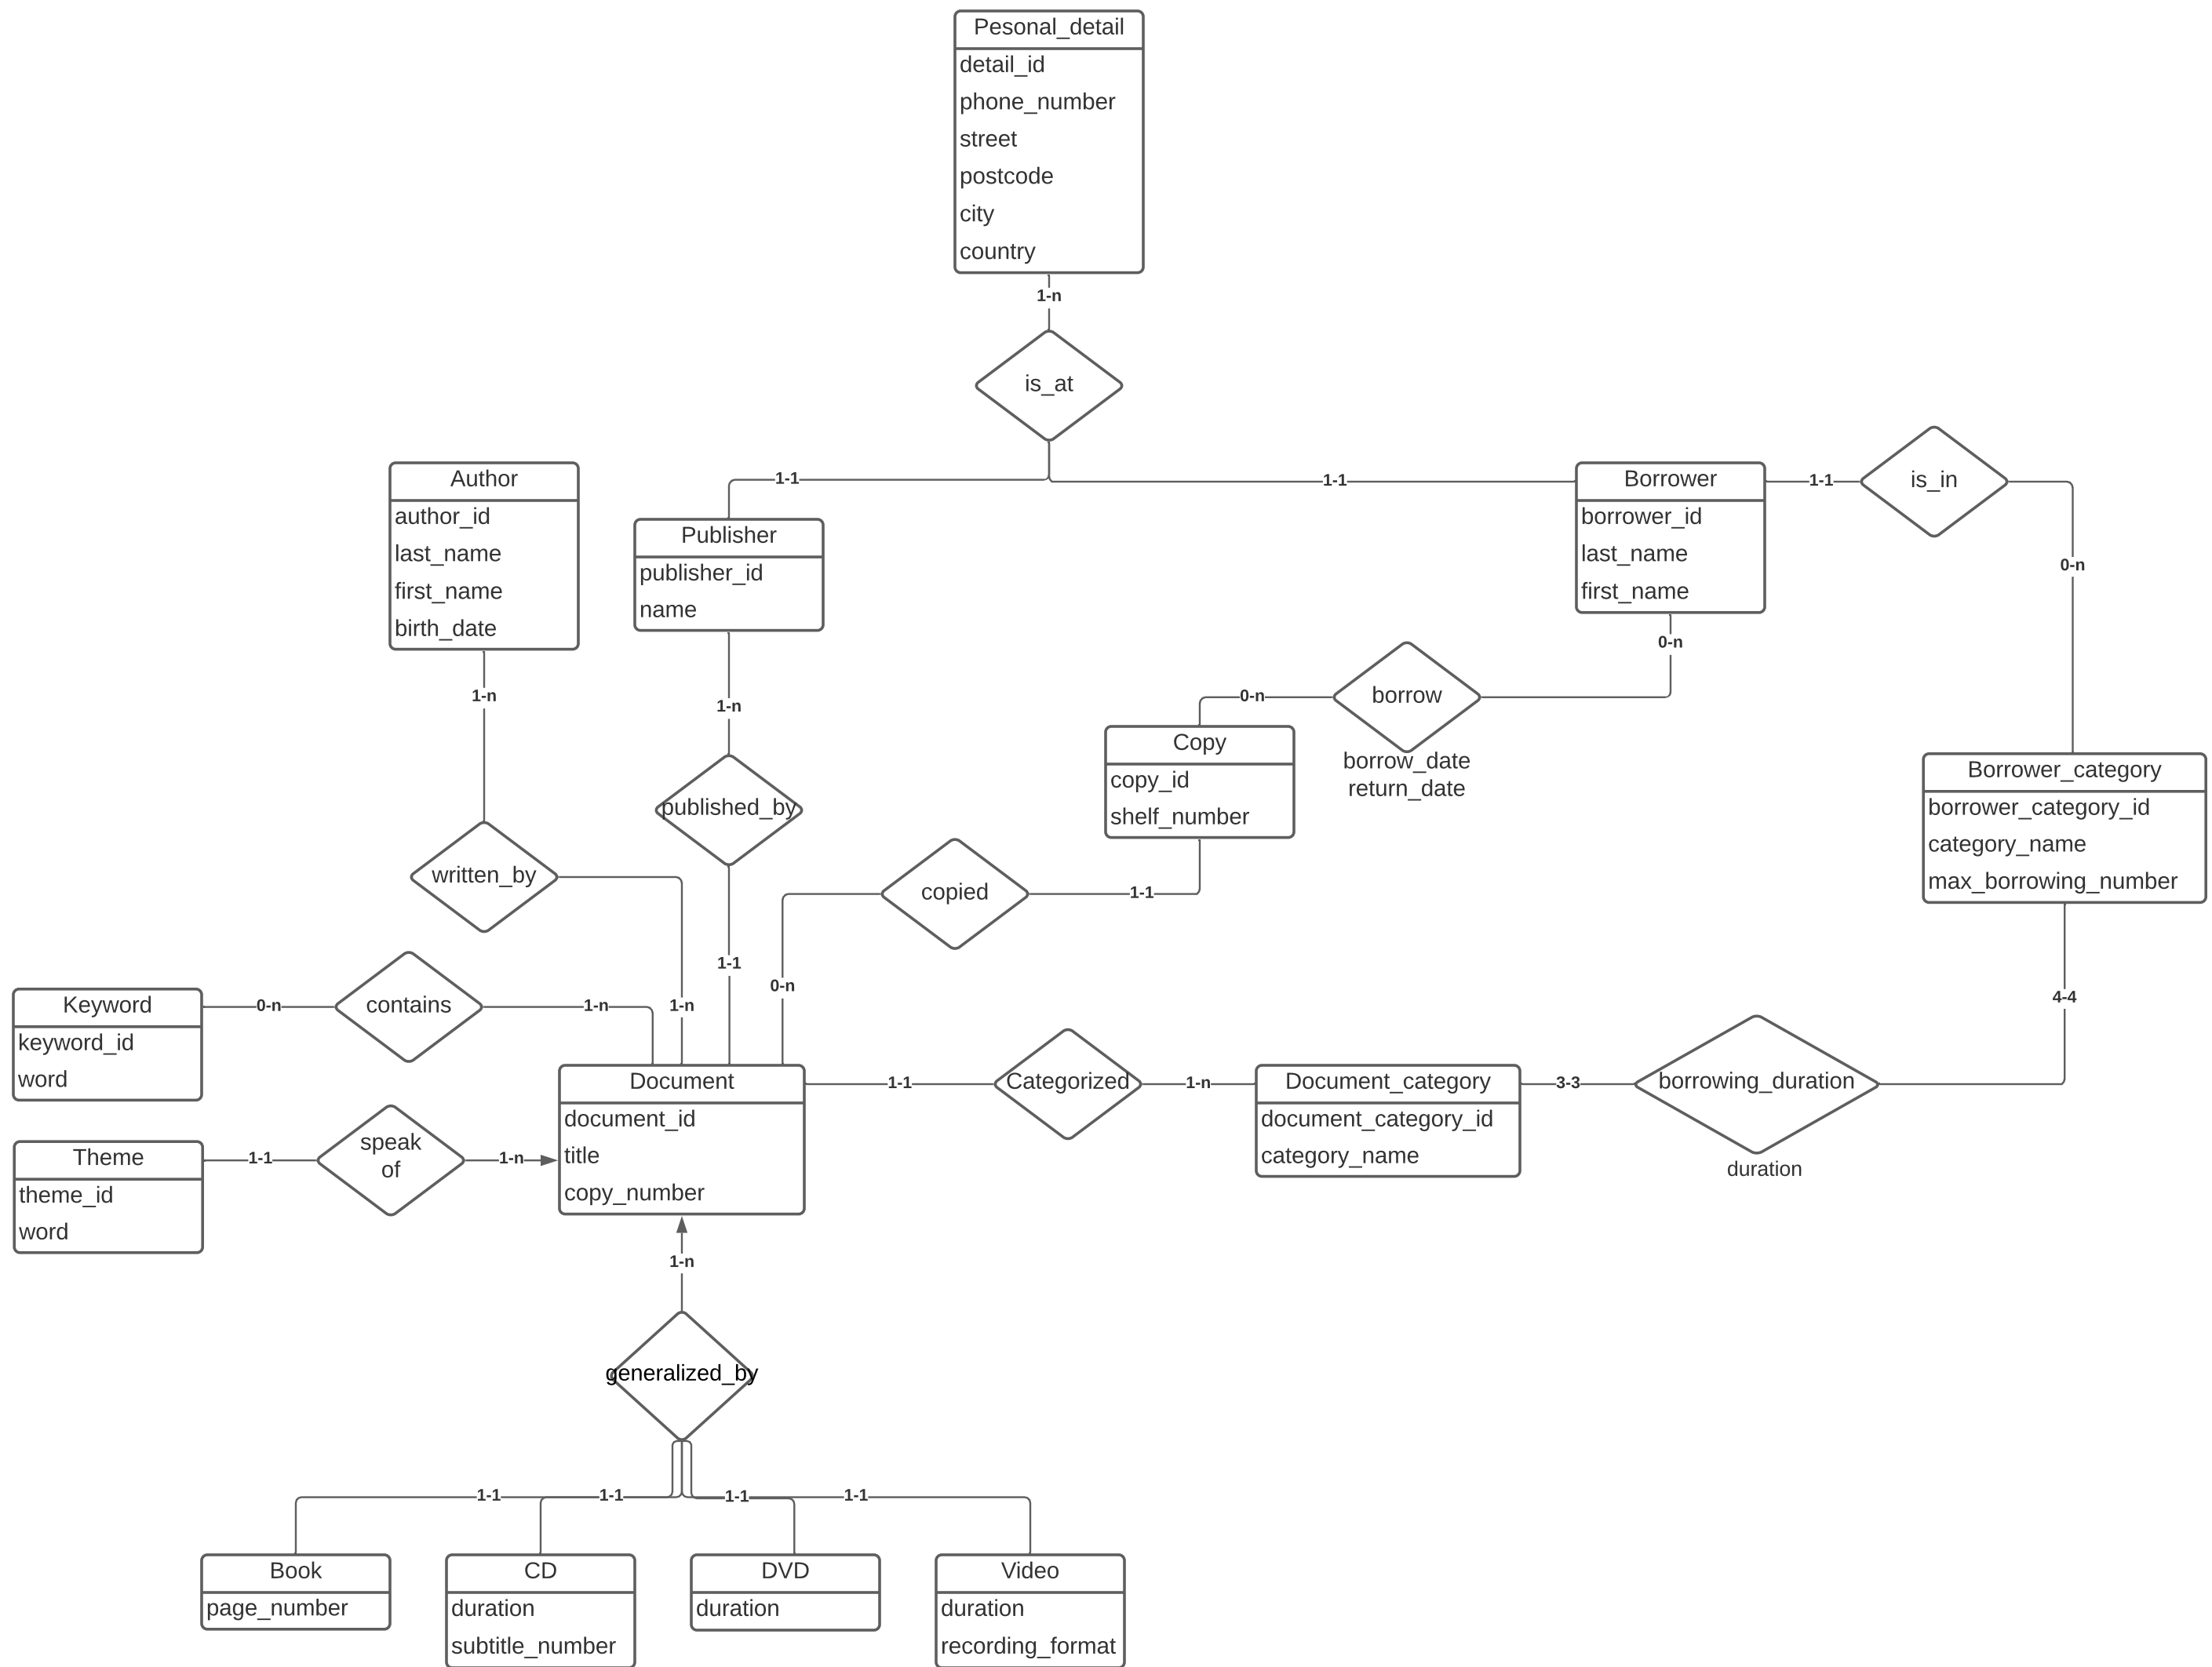 Pesonal_detail
detail_id
phone_number
street
postcode
city
country
1-n
is_at
1-1
1-1
Author
author_id
last_name
first_name
birth_date
Publisher
publisher_id
name
Borrower
borrower_id
last_name
first_name
1-1
is_in
0-n
1-n
1-n
0-n
borrow
0-n
borrow_date
return_date
Copy
copy_id
shelf_number
Borrower_category
borrower_category_id
category_name
max_borrowing_number
published_by
written_by
copied
1-1
1-1
0-n
4-4
Keyword
keyword_id
word
0-n
contains
1-n
1-n
Theme
theme_id
word
1-1
speak
of
1-n
Document
document_id
title
copy_number
1-1
Categorized
1-n
Document_category
document_category_id
category_name
3-3
borrowing_duration
duration
1-n
generalized_by
1-1
1-1
1-1
1-1
Book
page_number
CD
duration
subtitle_number
DVD
duration
Video
duration
recording_format